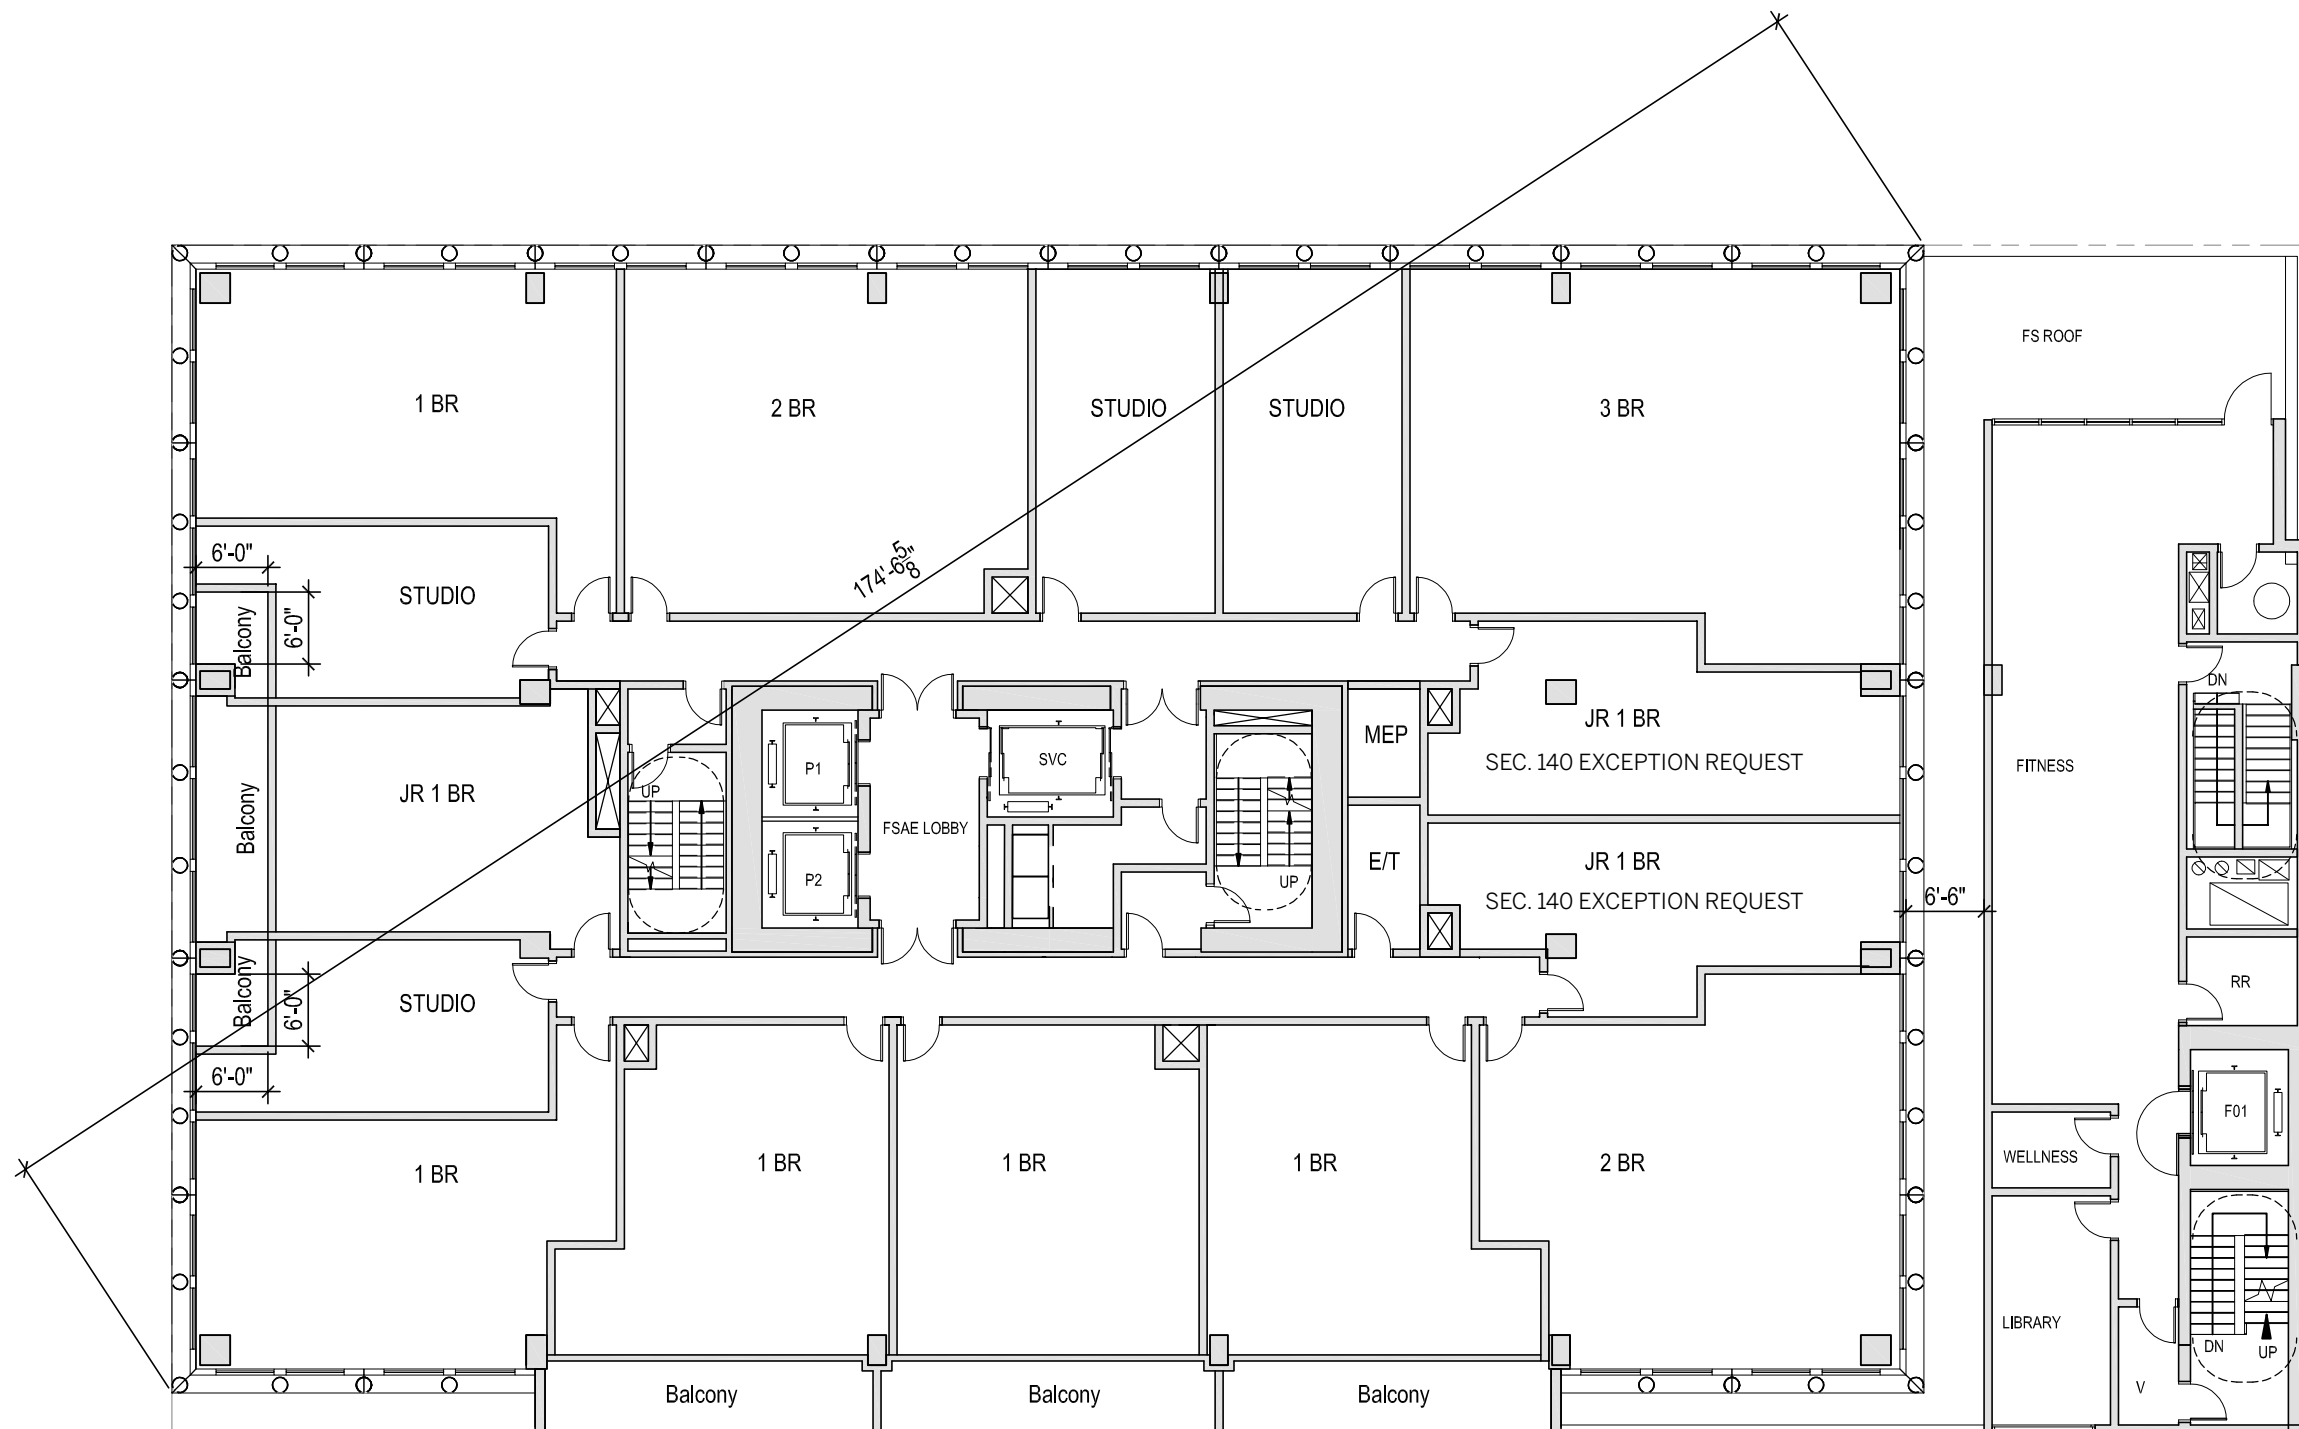 FS ROOF
1 BR
2 BR
STUDIO
STUDIO
3 BR
174'-6 5/8"
6'-0"
STUDIO
6'-0"
Balcony
DN
JR 1 BR
SEC. 140 EXCEPTION REQUEST
MEP
SVC
P1
UP
FITNESS
JR 1 BR
Balcony
FSAE LOBBY
P2
E/T
UP
JR 1 BR
SEC. 140 EXCEPTION REQUEST
6'-6"
Balcony
6'-0"
STUDIO
RR
6'-0"
F01
1 BR
1 BR
1 BR
1 BR
2 BR
WELLNESS
LIBRARY
DN
UP
V
Balcony
Balcony
Balcony